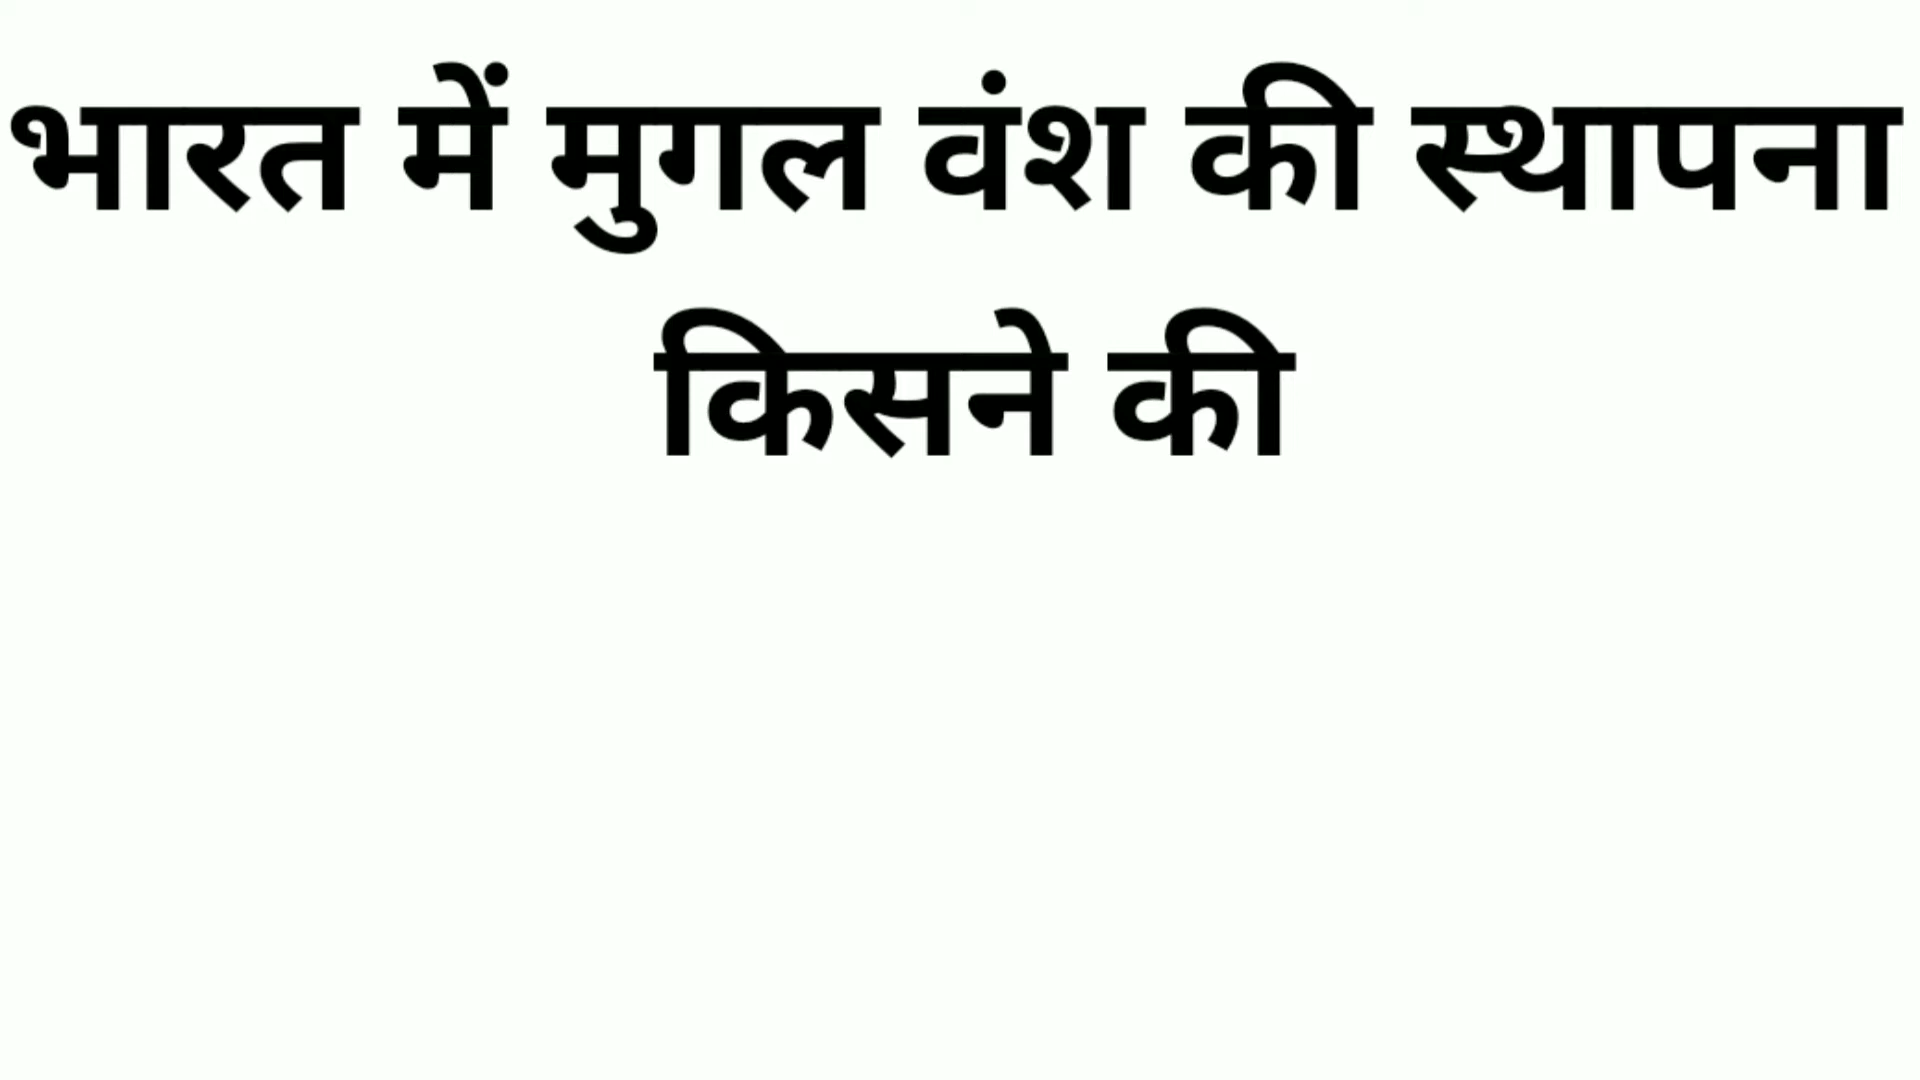 भारत में मुगल वंश की स्थापना
किसने की